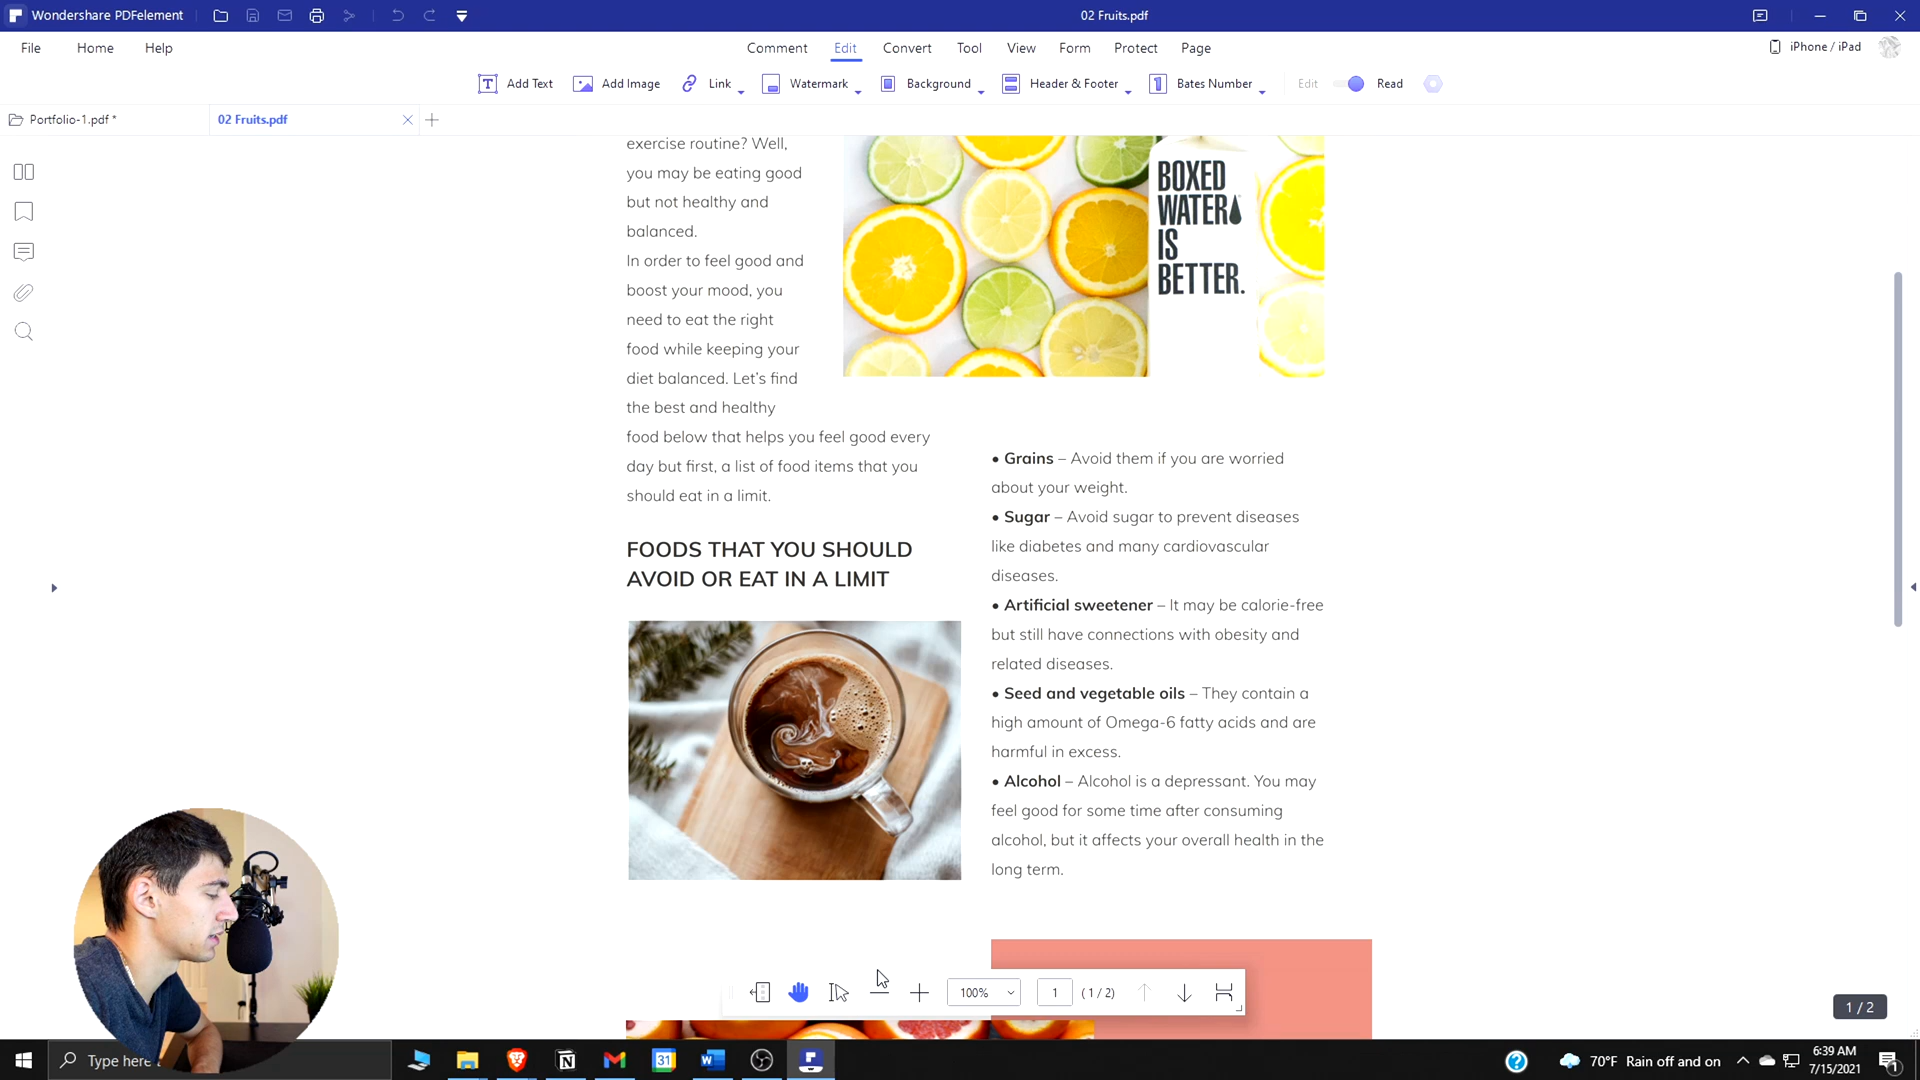 Wondershare PDFelement
02 Fruits.pdf
File
Home
Help
Comment
Edit
Convert
Tool
View
Form
Protect
Page
iPhone / iPad
Add Text
Add Image
Link
Watermark
Background
Header & Footer
Bates Number
Edit
Read
Portfolio-1.pdf *
02 Fruits.pdf
exercise routine? Well,
you may be eating good
but not healthy and
balanced.
In order to feel good and
boost your mood, you
need to eat the right
food while keeping your
diet balanced. Let's find
the best and healthy
food below that helps you feel good every
day but first, a list of food items that you
should eat in a limit.
BOXED
WATER
IS
BETTER.
FOODS THAT YOU SHOULD
AVOID OR EAT IN A LIMIT
• Grains – Avoid them if you are worried
about your weight.
• Sugar – Avoid sugar to prevent diseases
like diabetes and many cardiovascular
diseases.
• Artificial sweetener – It may be calorie-free
but still have connections with obesity and
related diseases.
• Seed and vegetable oils – They contain a
high amount of Omega-6 fatty acids and are
harmful in excess.
• Alcohol – Alcohol is a depressant. You may
feel good for some time after consuming
alcohol, but it affects your overall health in the
long term.
100%
1
(1 / 2)
1 / 2
Type here
31
70°F Rain off and on
6:39 AM
7/15/2021
1